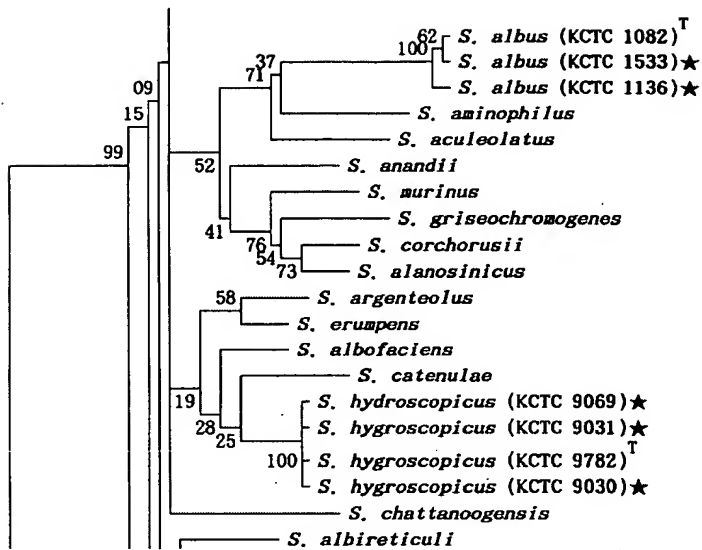 62 S. albus (KCTC 1082)T
100 S. albus (KCTC 1533)★
37 S. albus (KCTC 1136)★
71
09
S. aminophilus
15
S. aculeolatus
99
52 S. anandii
S. murinus
41 S. griseochromogenes
76 S. corchorusii
54
73 S. alanosinicus
58 S. argenteolus
S. erumpens
S. albofaciens
S. catenulae
19 S. hydroscopicus (KCTC 9069)★
28 S. hygroscopicus (KCTC 9031)★
25
100 S. hygroscopicus (KCTC 9782)T
S. hygroscopicus (KCTC 9030)★
S. chattanoogensis
S. albireticuli